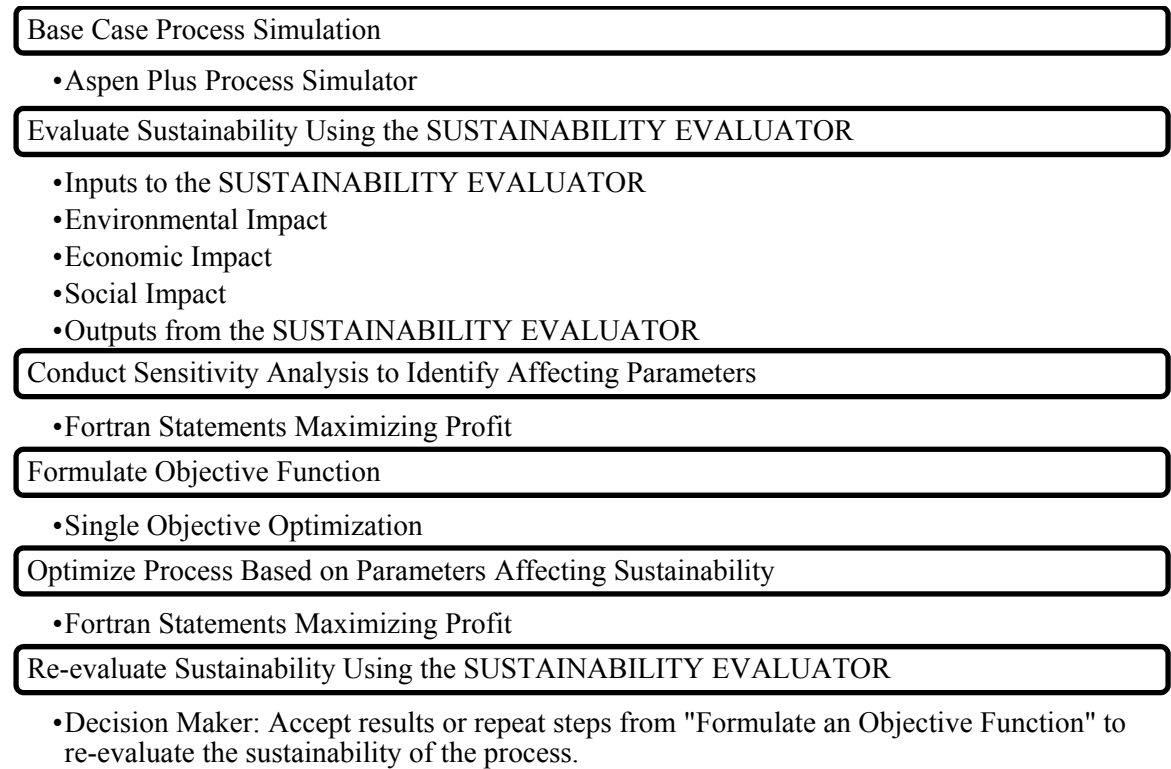 Base Case Process Simulation
•Aspen Plus Process Simulator
Evaluate Sustainability Using the SUSTAINABILITY EVALUATOR
•Inputs to the SUSTAINABILITY EVALUATOR
•Environmental Impact
•Economic Impact
•Social Impact
•Outputs from the SUSTAINABILITY EVALUATOR
Conduct Sensitivity Analysis to Identify Affecting Parameters
•Fortran Statements Maximizing Profit
Formulate Objective Function
•Single Objective Optimization
Optimize Process Based on Parameters Affecting Sustainability
•Fortran Statements Maximizing Profit
Re-evaluate Sustainability Using the SUSTAINABILITY EVALUATOR
•Decision Maker: Accept results or repeat steps from "Formulate an Objective Function" to
re-evaluate the sustainability of the process.